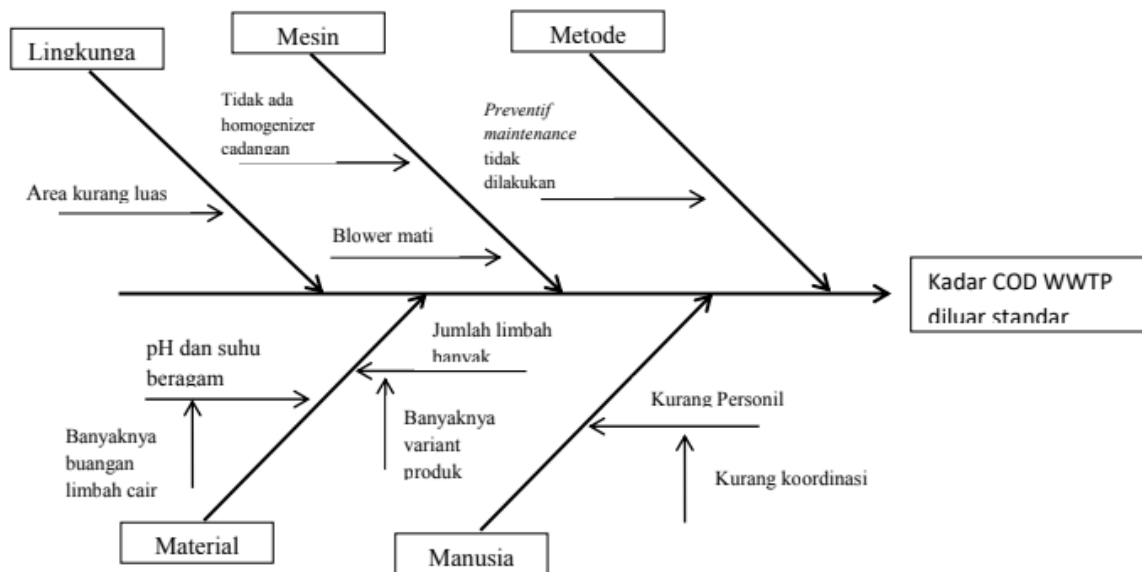 Lingkunga
Mesin
Metode
Tidak ada
homogenizer
cadangan
Preventif
maintenance
tidak
dilakukan
Area kurang luas
Blower mati
Kadar COD WWTP
diluar standar
Jumlah limbah
banyak
pH dan suhu
beragam
Kurang Personil
Banyaknya
buangan
limbah cair
Banyaknya
variant
produk
Kurang koordinasi
Material
Manusia